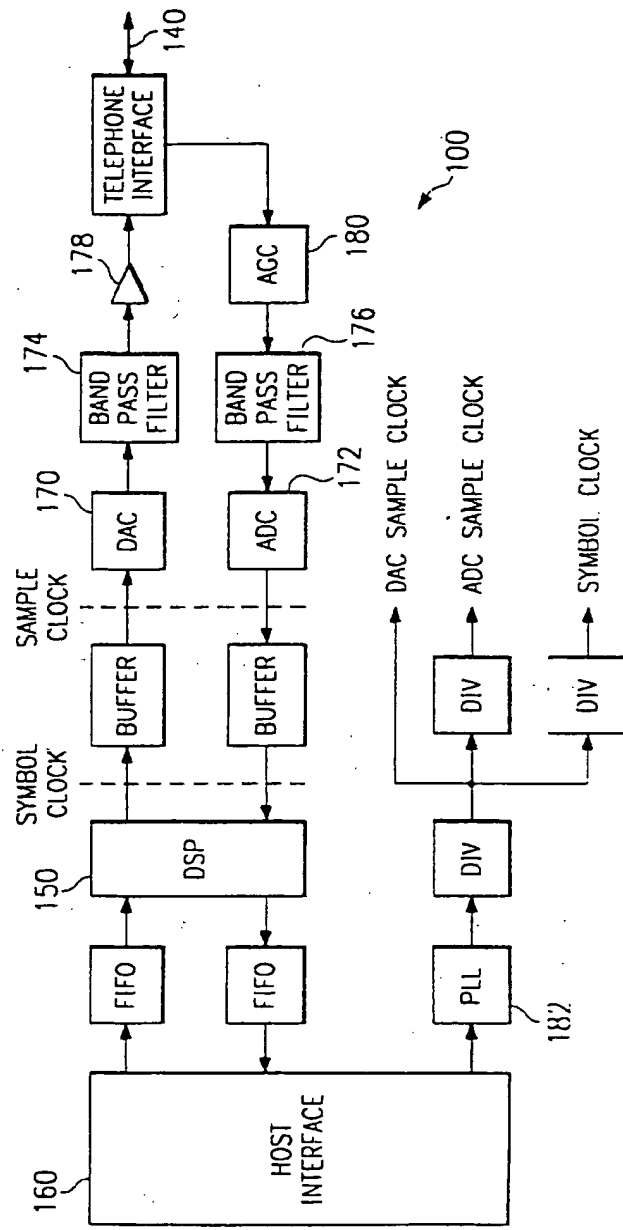 160
HOST
INTERFACE
FIFO
FIFO
150
DSP
SYMBOL
CLOCK
SAMPLE
CLOCK
BUFFER
BUFFER
170
DAC
ADC
172
174
BAND
PASS
FILTER
BAND
PASS
FILTER
176
178
AGC
180
TELEPHONE
INTERFACE
140
100
PLL
182
DIV
DIV
DIV
DAC SAMPLE CLOCK
ADC SAMPLE CLOCK
SYMBOL CLOCK